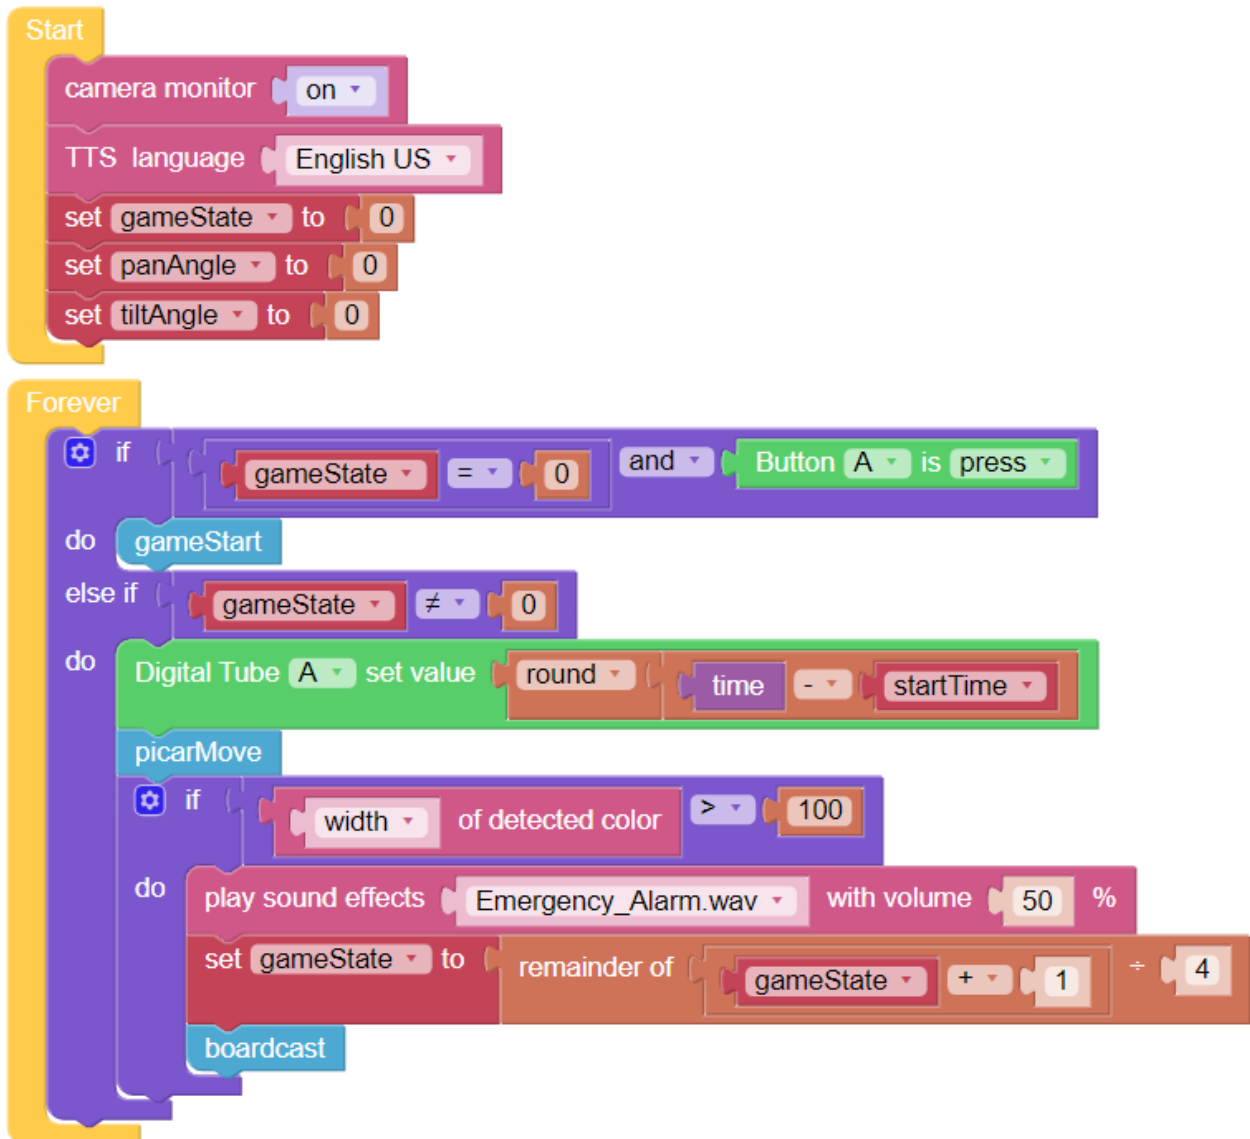 Start
camera monitor on
TTS language English US
set gameState to 0
set panAngle to 0
set tiltAngle to 0
Forever
if gameState = 0 and Button A is press
do gameStart
else if gameState ≠ 0
do Digital Tube A set value round time - startTime
picarMove
if width of detected color > 100
do play sound effects Emergency_Alarm.wav with volume 50 %
set gameState to remainder of gameState + 1 ÷ 4
boardcast